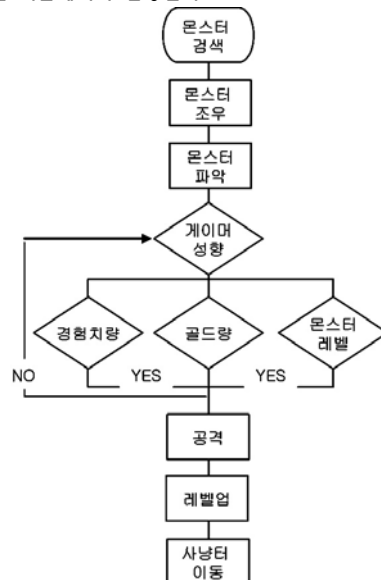 몬스터
검색
몬스터
조우
몬스터
파악
게이머
성향
경험치량
골드량
몬스터
레벨
NO
YES
YES
공격
레벨업
사냥터
이동